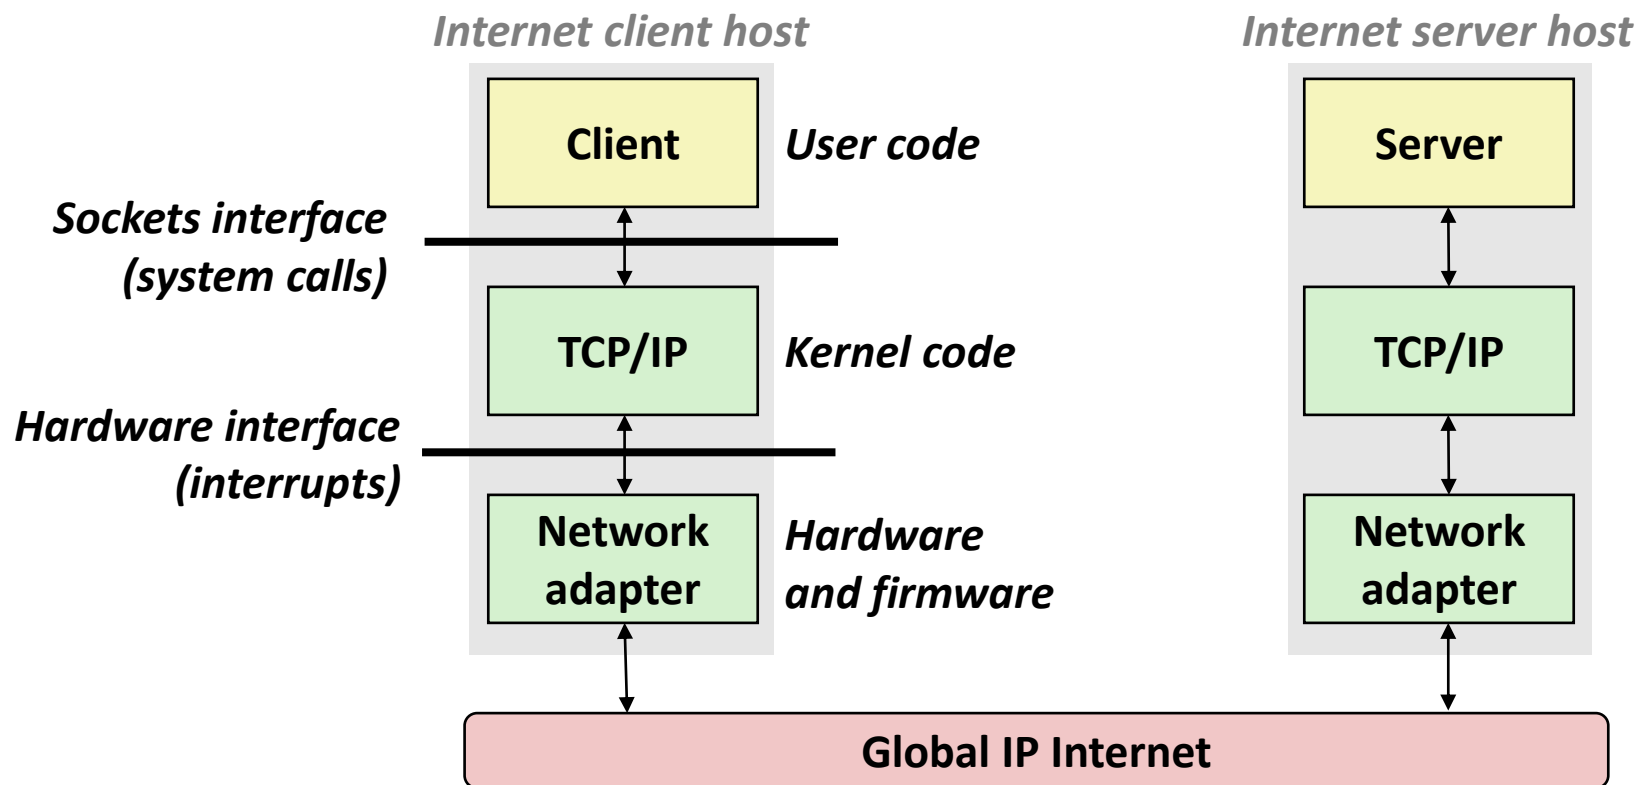 Internet client host
Internet server host
Client
User code
Server
Sockets interface
(system calls)
TCP/IP
Kernel code
TCP/IP
Hardware interface
(interrupts)
Network
adapter
Hardware
and firmware
Network
adapter
Global IP Internet